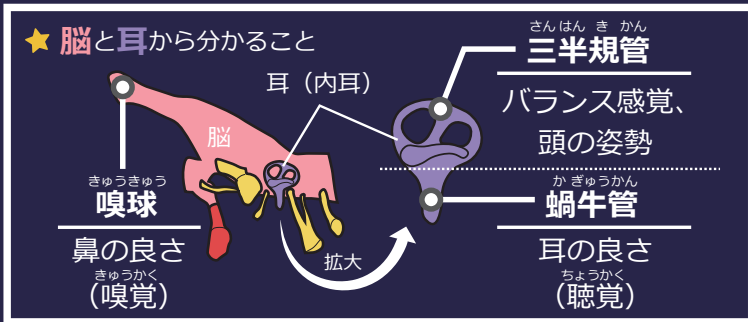 脳と耳から分かること
耳（内耳）
脳
きゅうきゅう
嗅球
鼻の良さ
きゅうかく
（嗅覚）
拡大
さんはんきかん
三半規管
バランス感覚、
頭の姿勢
かぎゅうかん
蝸牛管
耳の良さ
ちょうかく
（聴覚）